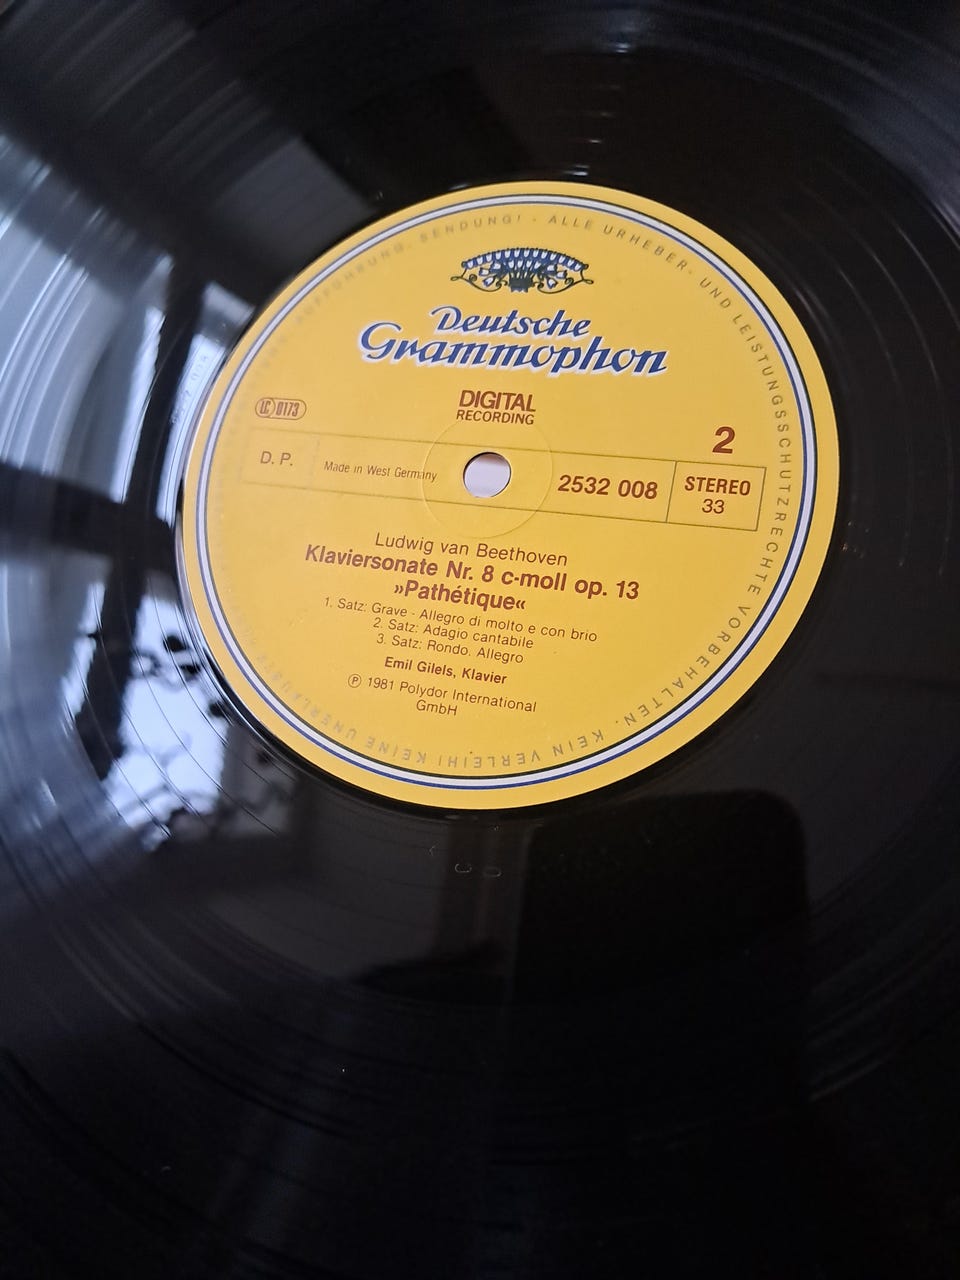 AUFFÜHRUNG, SENDUNG! · ALLE URHEBER- UND LEISTUNGSSCHUTZRECHTE VORBEHALTEN. KEIN VERLEIH! KEINE
Deutsche
Grammophon
DIGITAL
RECORDING
LC 0173
2
D. P.
Made in West Germany
2532 008
STEREO
33
Ludwig van Beethoven
Klaviersonate Nr. 8 c-moll op. 13
»Pathétique«
1. Satz: Grave - Allegro di molto e con brio
2. Satz: Adagio cantabile
3. Satz: Rondo. Allegro
Emil Gilels, Klavier
℗ 1981 Polydor International
GmbH